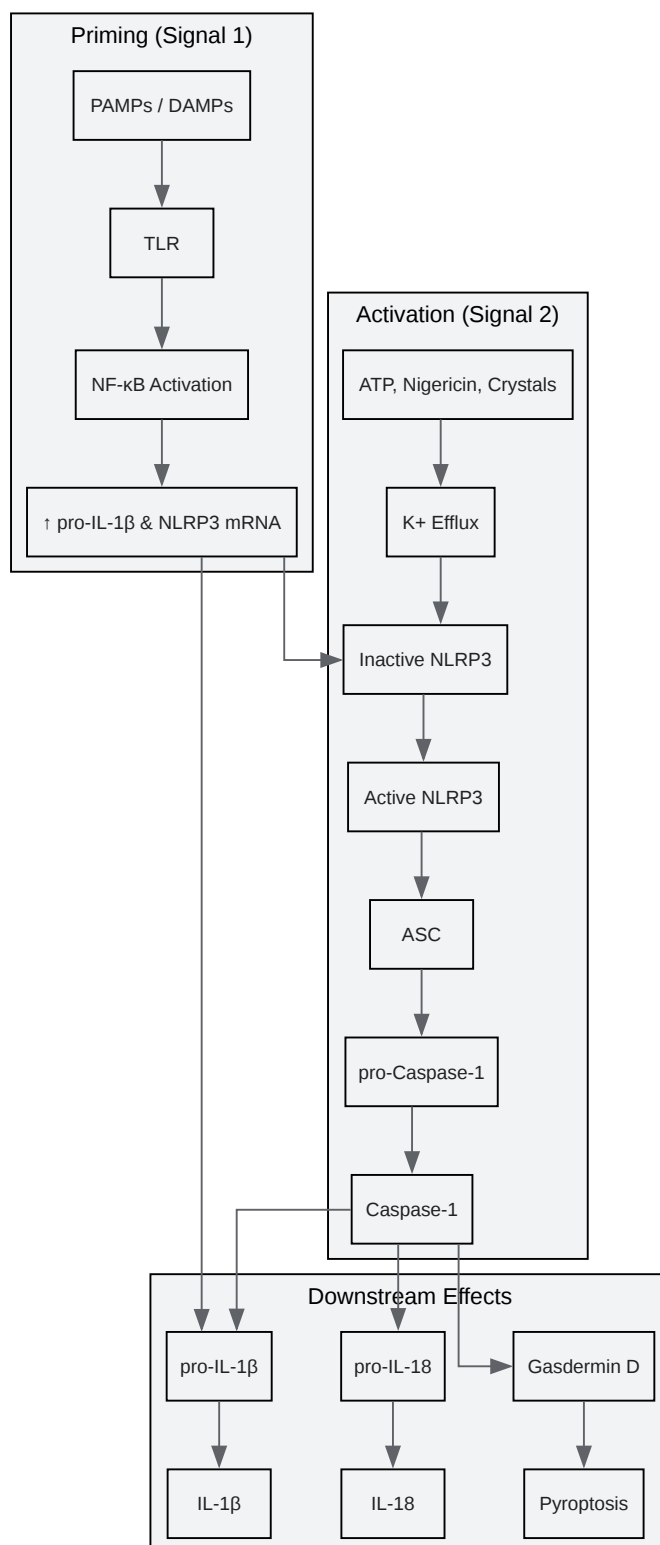 Priming (Signal 1)
PAMPs / DAMPs
TLR
NF-κB Activation
↑ pro-IL-1β & NLRP3 mRNA
Activation (Signal 2)
ATP, Nigericin, Crystals
K+ Efflux
Inactive NLRP3
Active NLRP3
ASC
pro-Caspase-1
Caspase-1
Downstream Effects
pro-IL-1β
pro-IL-18
Gasdermin D
IL-1β
IL-18
Pyroptosis